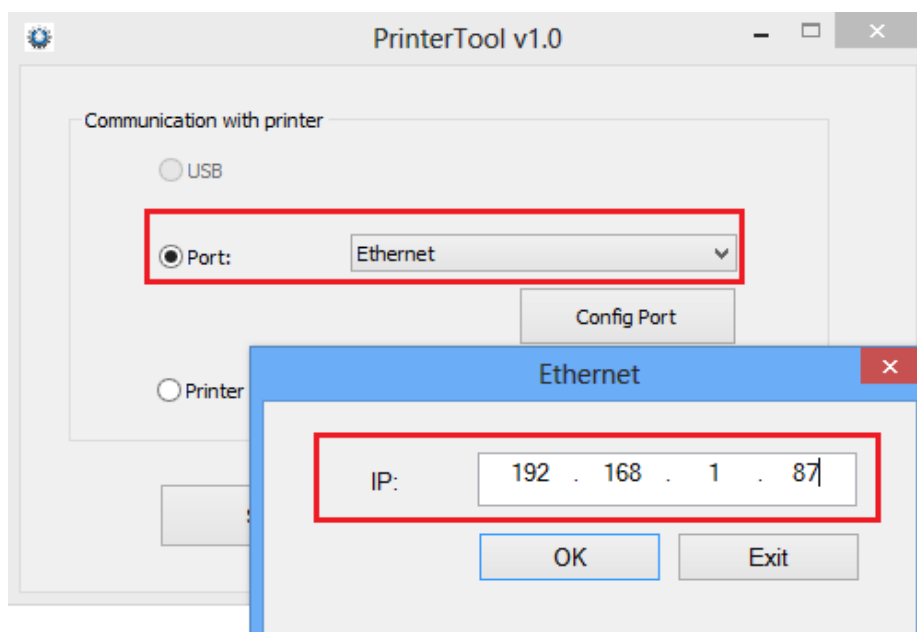 PrinterTool v1.0
Communication with printer
USB
Port: Ethernet
Config Port
Printer
Ethernet
IP: 192 . 168 . 1 . 87
OK Exit